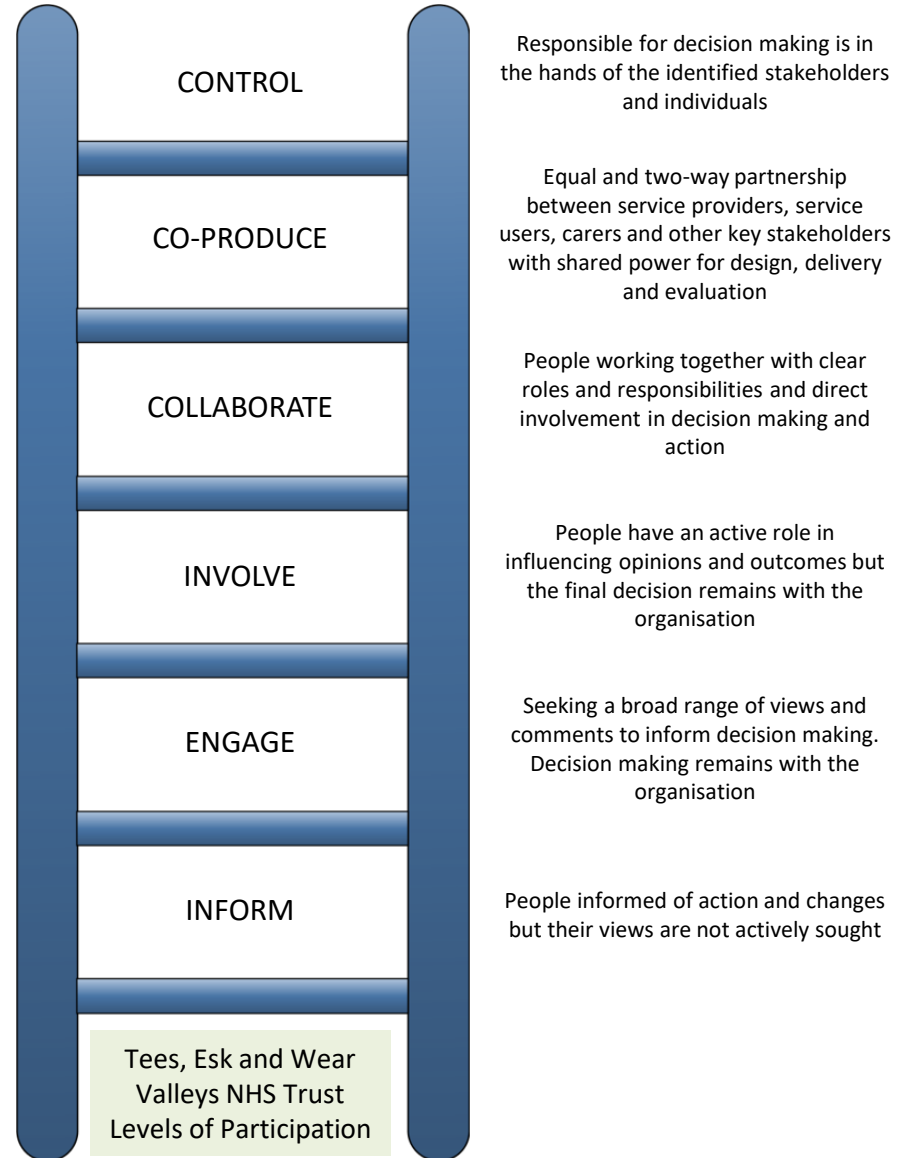 CONTROL
Responsible for decision making is in
the hands of the identified stakeholders
and individuals
CO-PRODUCE
Equal and two-way partnership
between service providers, service
users, carers and other key stakeholders
with shared power for design, delivery
and evaluation
COLLABORATE
People working together with clear
roles and responsibilities and direct
involvement in decision making and
action
INVOLVE
People have an active role in
influencing opinions and outcomes but
the final decision remains with the
organisation
ENGAGE
Seeking a broad range of views and
comments to inform decision making.
Decision making remains with the
organisation
INFORM
People informed of action and changes
but their views are not actively sought
Tees, Esk and Wear
Valleys NHS Trust
Levels of Participation